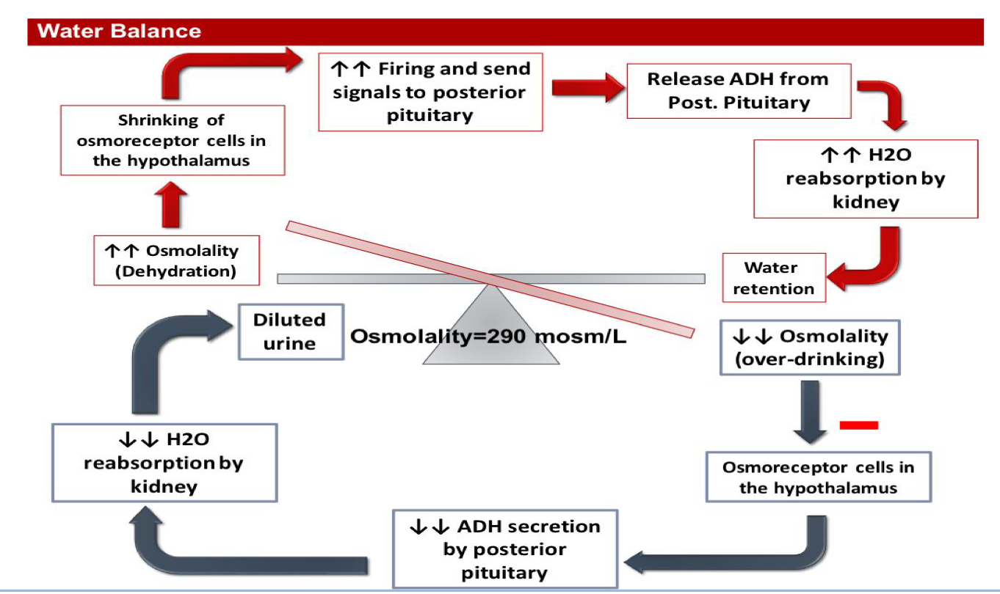 Water Balance
↑↑ Firing and send
signals to posterior
pituitary
Release ADH from
Post. Pituitary
Shrinking of
osmoreceptor cells in
the hypothalamus
↑↑ H2O
reabsorption by
kidney
↑↑ Osmolality
(Dehydration)
Water
retention
Diluted
urine
Osmolality=290 mosm/L
↓↓ Osmolality
(over-drinking)
↓↓ H2O
reabsorption by
kidney
Osmoreceptor cells in
the hypothalamus
↓↓ ADH secretion
by posterior
pituitary